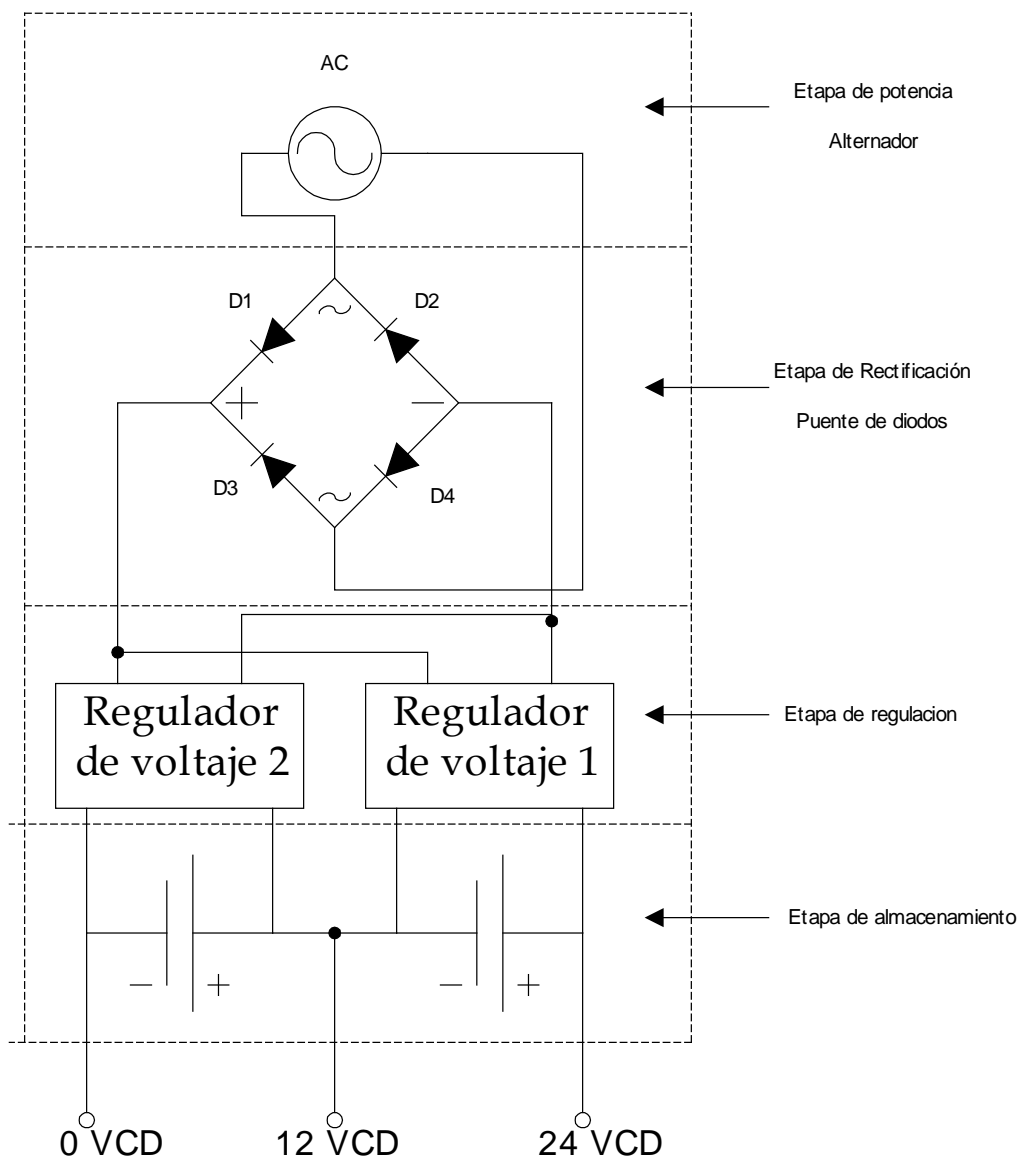 AC
Etapa de potencia
Alternador
D1
D2
Etapa de Rectificación
Puente de diodos
D3
D4
Regulador
de voltaje 2
Regulador
de voltaje 1
Etapa de regulacion
Etapa de almacenamiento
0 VCD
12 VCD
24 VCD